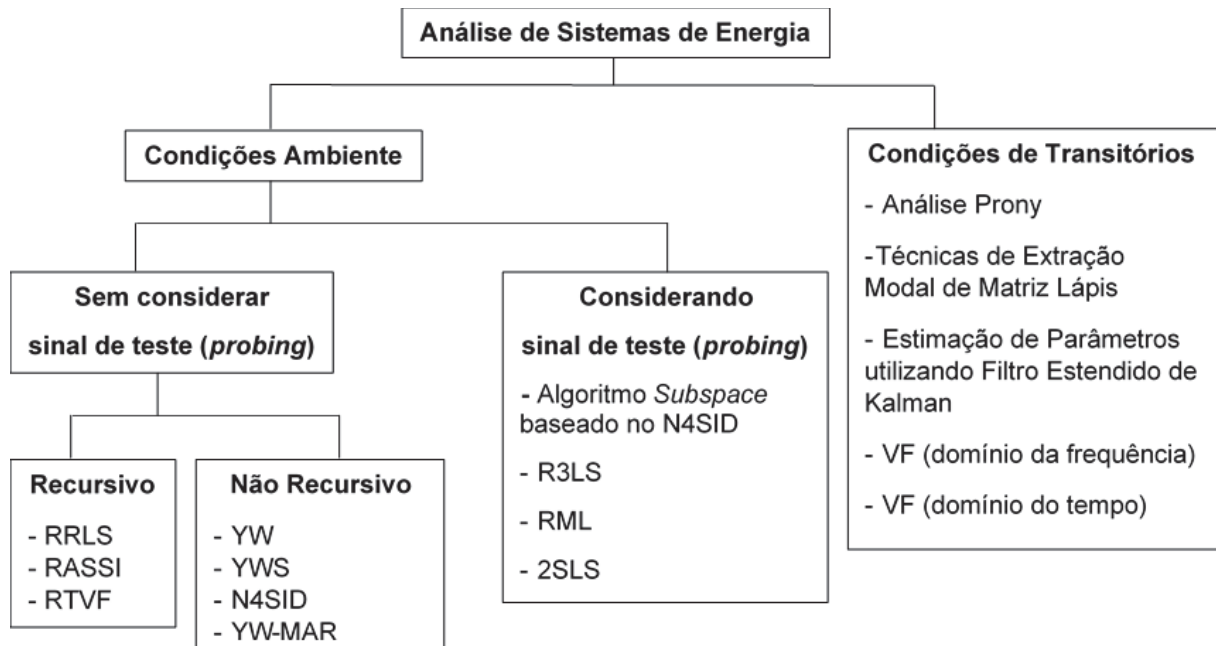 Análise de Sistemas de Energia
Condições Ambiente
Sem considerar
sinal de teste (probing)
Recursivo
- RRLS
- RASSI
- RTVF
Não Recursivo
- YW
- YWS
- N4SID
- YW-MAR
Considerando
sinal de teste (probing)
- Algoritmo Subspace
baseado no N4SID
- R3LS
- RML
- 2SLS
Condições de Transitórios
- Análise Prony
-Técnicas de Extração
Modal de Matriz Lápis
- Estimação de Parâmetros
utilizando Filtro Estendido de
Kalman
- VF (domínio da frequência)
- VF (domínio do tempo)